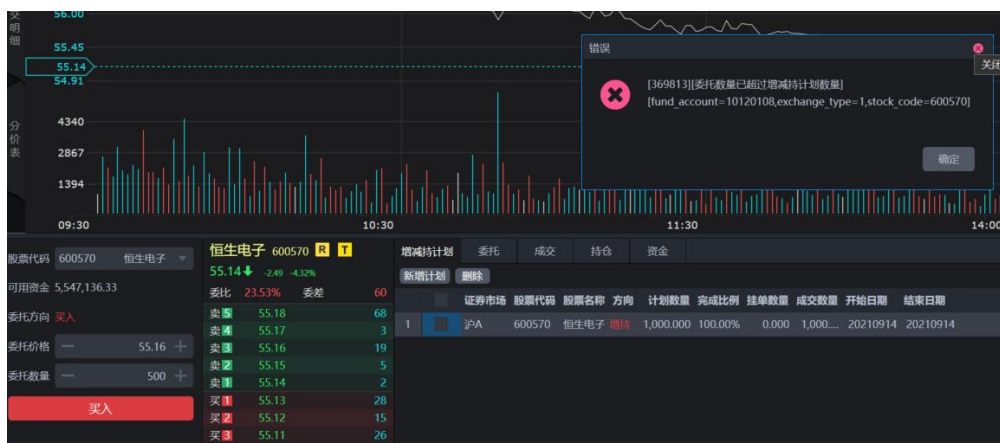 交
明
细
56.00
55.45
55.14
54.91
分
价
表
4340
2867
1394
09:30 10:30 11:30 14:00
错误
关闭
[369813][委托数量已超过增减持计划数量]
[fund_account=10120108,exchange_type=1,stock_code=600570]
确定
股票代码 600570 恒生电子
可用资金 5,547,136.33
委托方向 买入
委托价格 55.16
委托数量 500
买入
恒生电子 600570 R T
55.14 -2.49 -4.32%
委比 23.53% 委差 60
卖5 55.18 68
卖4 55.17 3
卖3 55.16 19
卖2 55.15 5
卖1 55.14 2
买1 55.13 28
买2 55.12 15
买3 55.11 26
增减持计划 委托 成交 持仓 资金
新增计划 删除
证券市场 股票代码 股票名称 方向 计划数量 完成比例 挂单数量 成交数量 开始日期 结束日期
1 沪A 600570 恒生电子 增持 1,000.000 100.00% 0.000 1,000.... 20210914 20210914